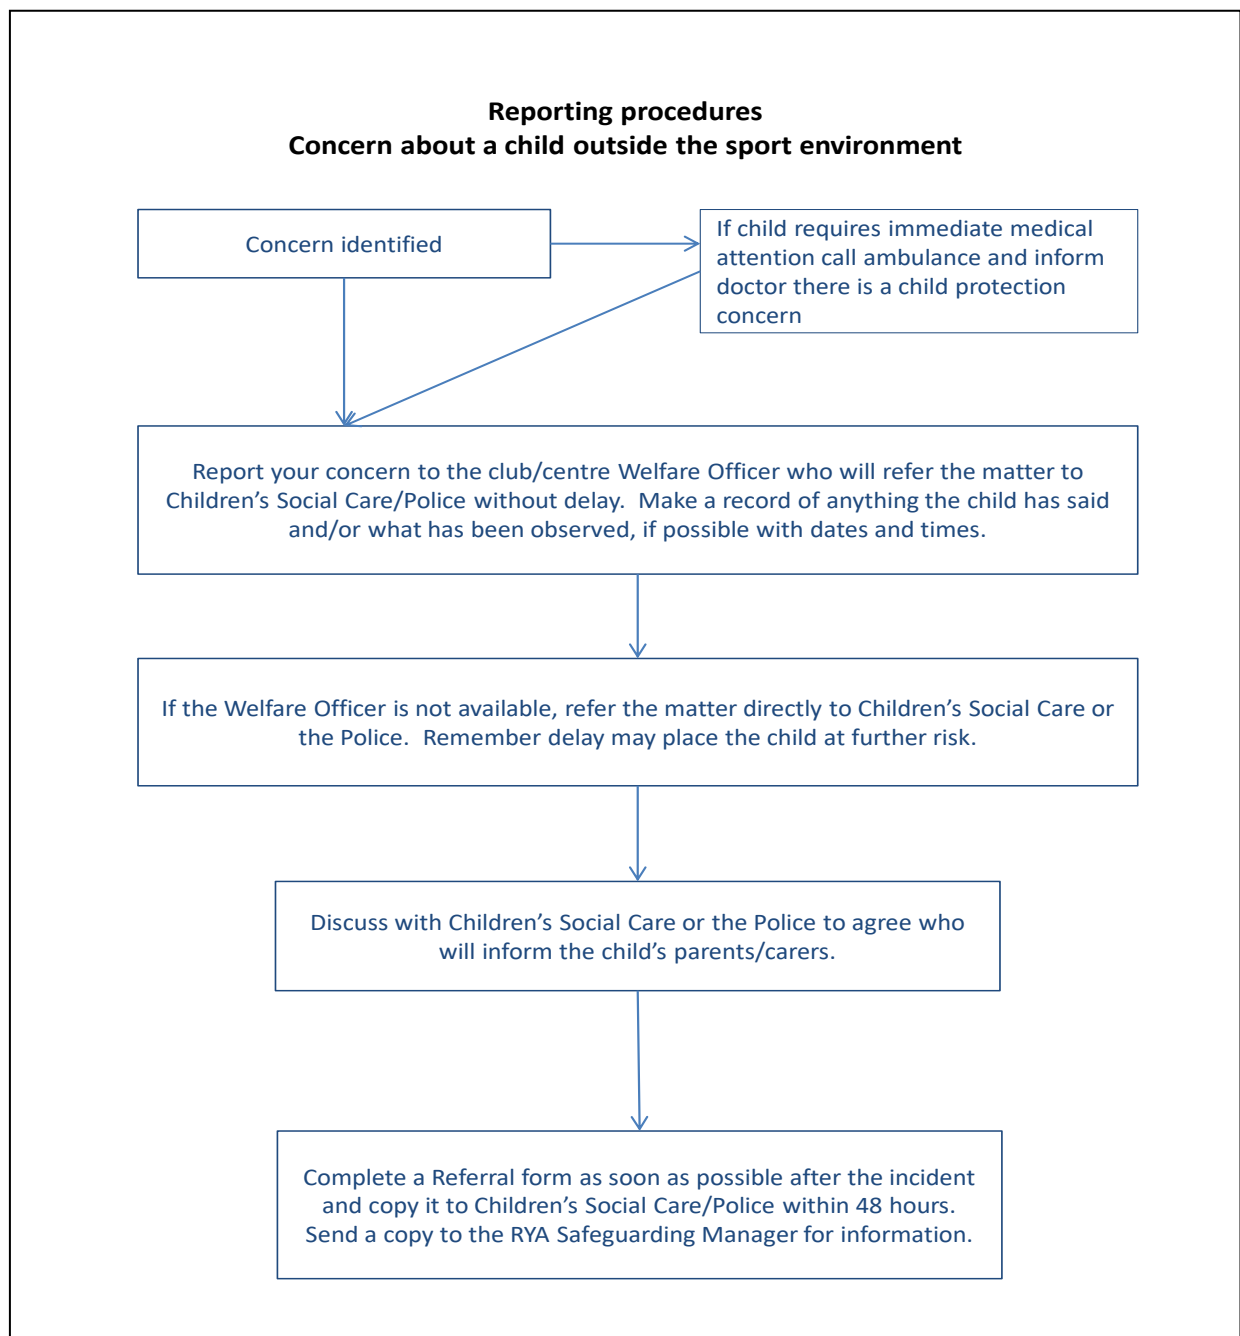 Reporting procedures
Concern about a child outside the sport environment
Concern identified
If child requires immediate medical
attention call ambulance and inform
doctor there is a child protection
concern
Report your concern to the club/centre Welfare Officer who will refer the matter to
Children’s Social Care/Police without delay.  Make a record of anything the child has said
and/or what has been observed, if possible with dates and times.
If the Welfare Officer is not available, refer the matter directly to Children’s Social Care or
the Police.  Remember delay may place the child at further risk.
Discuss with Children’s Social Care or the Police to agree who
will inform the child’s parents/carers.
Complete a Referral form as soon as possible after the incident
and copy it to Children’s Social Care/Police within 48 hours.
Send a copy to the RYA Safeguarding Manager for information.